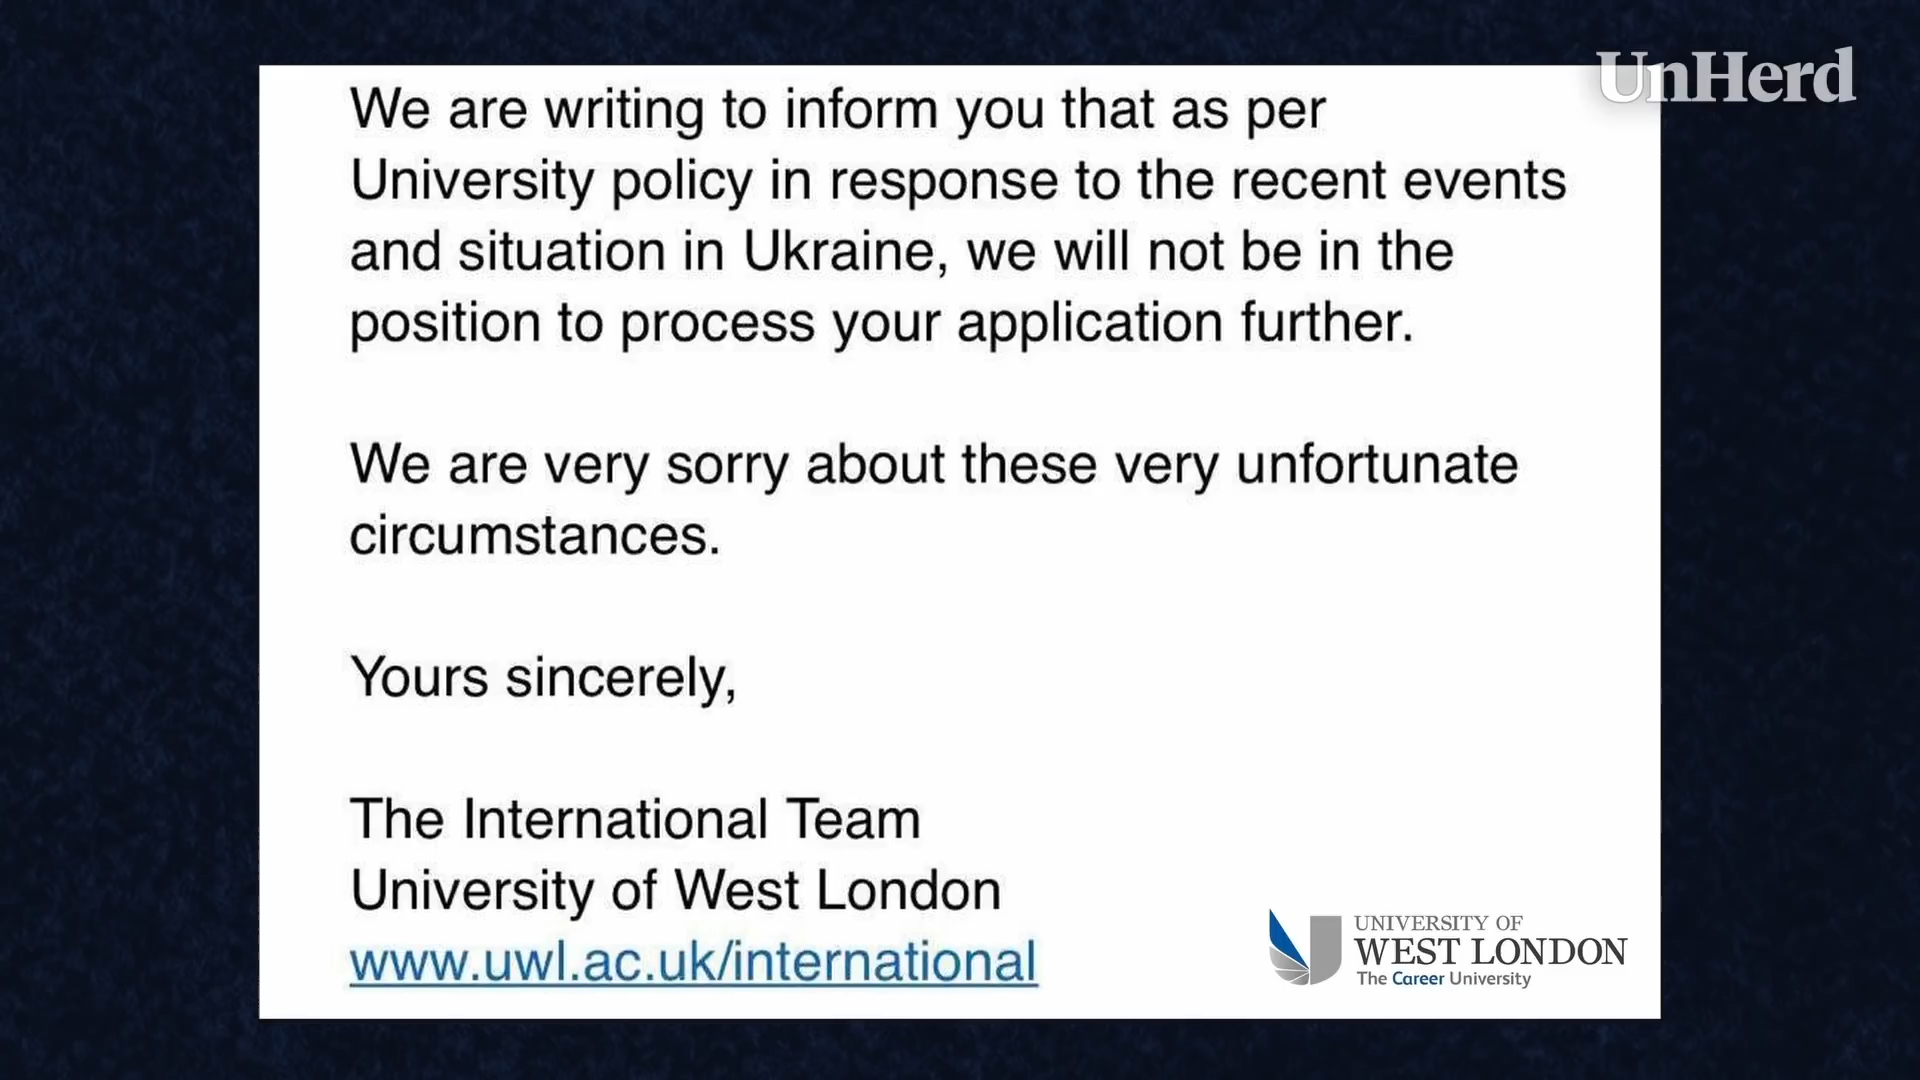 UnHerd
We are writing to inform you that as per
University policy in response to the recent events
and situation in Ukraine, we will not be in the
position to process your application further.
We are very sorry about these very unfortunate
circumstances.
Yours sincerely,
The International Team
University of West London
www.uwl.ac.uk/international
UNIVERSITY OF
WEST LONDON
The Career University